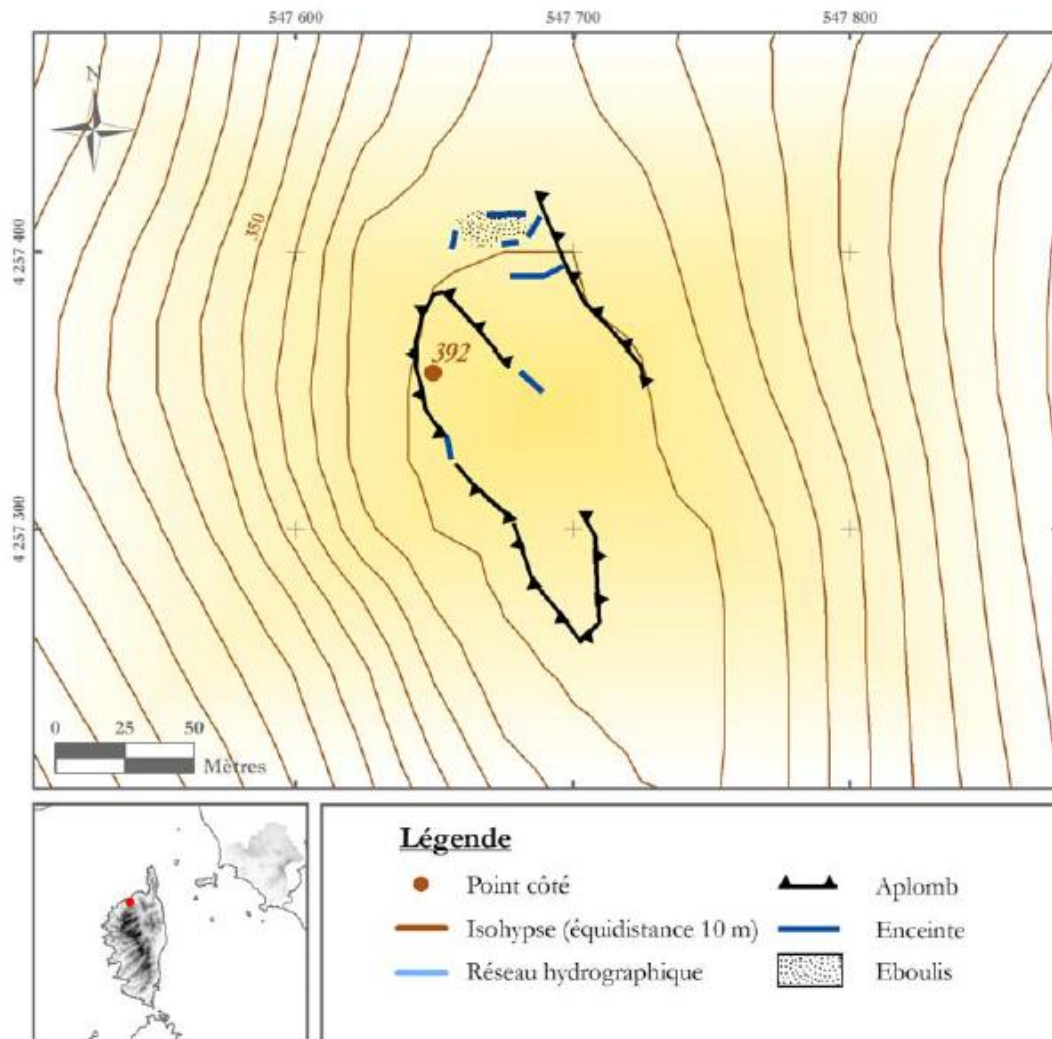 547 600
547 700
547 800
N
350
4 257 400
392
4 257 300
0 25 50
Mètres
Légende
Point côté
Isohypse (équidistance 10 m)
Réseau hydrographique
Aplomb
Enceinte
Eboulis